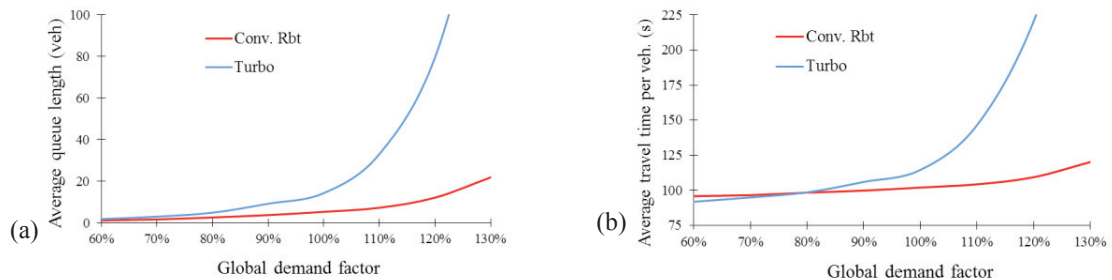 Average queue length (veh)
100
80
60
40
20
0
Conv. Rbt
Turbo
60% 70% 80% 90% 100% 110% 120% 130%
Global demand factor
(a)
Average travel time per veh. (s)
225
200
175
150
125
100
75
Conv. Rbt
Turbo
60% 70% 80% 90% 100% 110% 120% 130%
Global demand factor
(b)